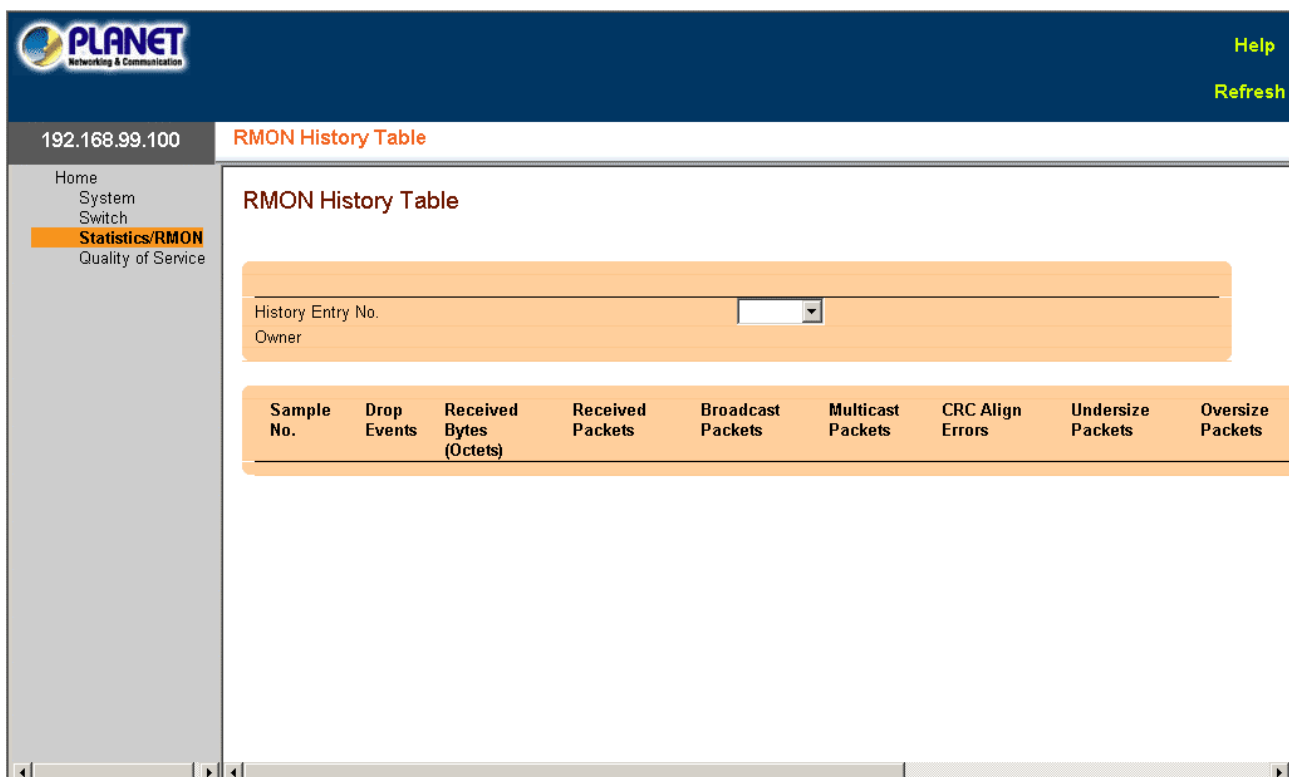 PLANET
Networking & Communication
Help
Refresh
192.168.99.100
RMON History Table
Home
System
Switch
Statistics/RMON
Quality of Service
RMON History Table
History Entry No.
Owner
Sample No. Drop Events Received Bytes (Octets) Received Packets Broadcast Packets Multicast Packets CRC Align Errors Undersize Packets Oversize Packets